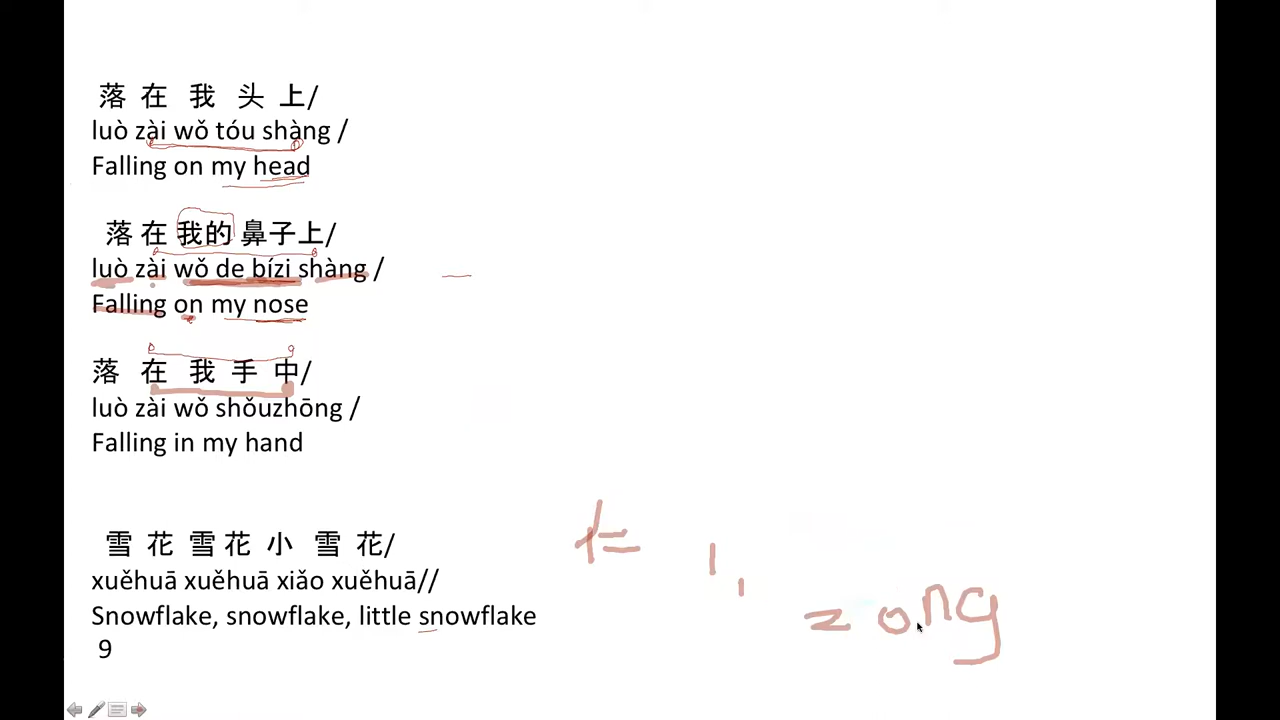 落 在 我 头 上/
luò zài wǒ tóu shàng /
Falling on my head
落 在 我的 鼻子上/
luò zài wǒ de bízi shàng /
Falling on my nose
落 在 我 手 中/
luò zài wǒ shǒuzhōng /
Falling in my hand
雪 花 雪 花 小 雪 花/
xuěhuā xuěhuā xiǎo xuěhuā//
Snowflake, snowflake, little snowflake
9
zong